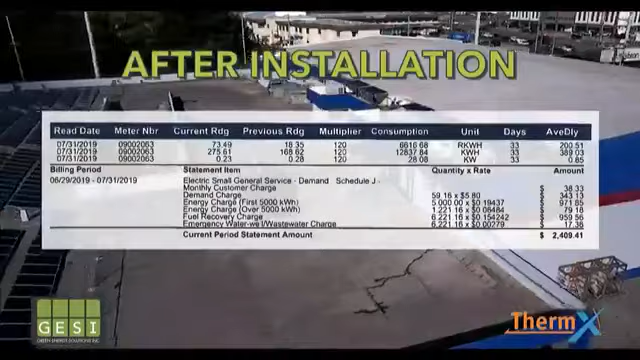 AFTER INSTALLATION
Read Date Meter Nbr Current Rdg Previous Rdg Multiplier Consumption Unit Days AveDly
07/31/2019 09002063 73.49 18.35 120 6616.68 RKWH 33 200.51
07/31/2019 09002063 275.61 168.62 120 12837.84 KWH 33 389.03
07/31/2019 09002063 0.23 0.28 120 28.08 KW 33 0.85
Billing Period Statement Item Quantity x Rate Amount
06/29/2019 - 07/31/2019 Electric Small General Service - Demand Schedule J -
Monthly Customer Charge $ 38.33
Demand Charge 59.16 x $5.80 $ 343.13
Energy Charge (First 5000 kWh) 5,000.00 x $0.19437 $ 971.85
Energy Charge (Over 5000 kWh) 1,221.16 x $0.06484 $ 79.18
Fuel Recovery Charge 6,221.16 x $0.154242 $ 959.56
Emergency Water-well/Wastewater Charge 6,221.16 x $0.00279 $ 17.36
Current Period Statement Amount $ 2,409.41
GESI
ThermX